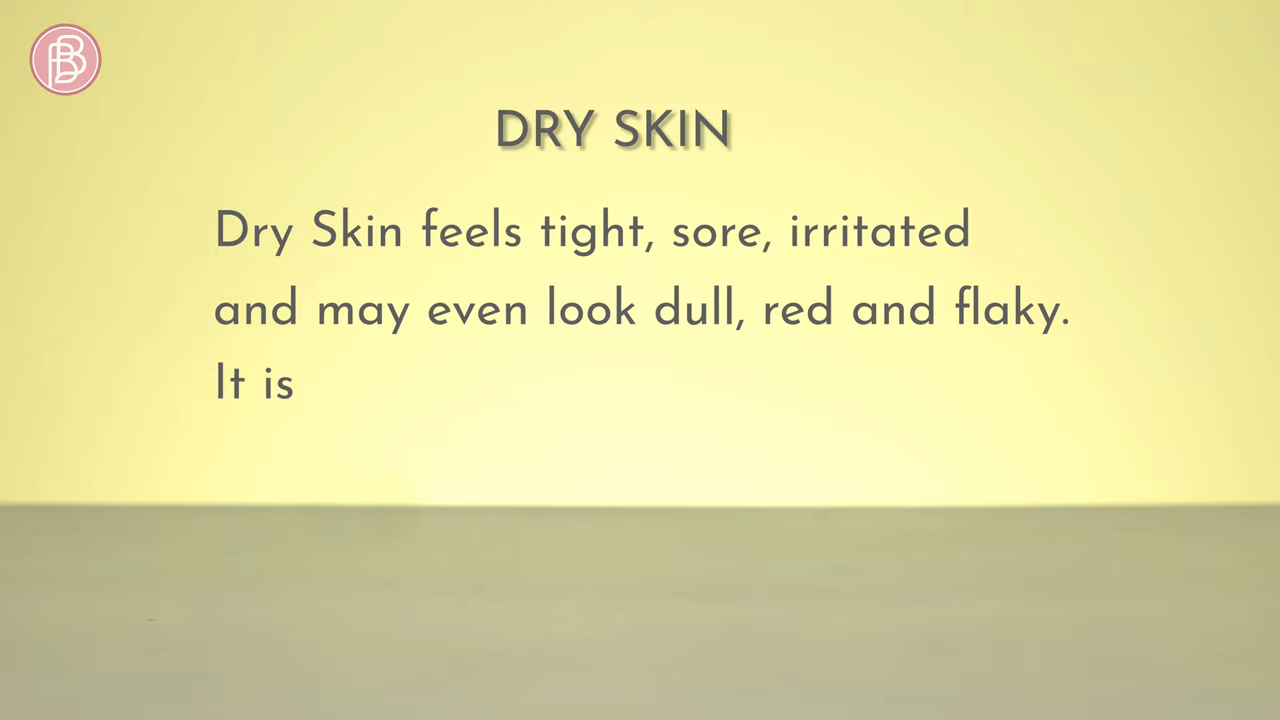 DRY SKIN
Dry Skin feels tight, sore, irritated
and may even look dull, red and flaky.
It is